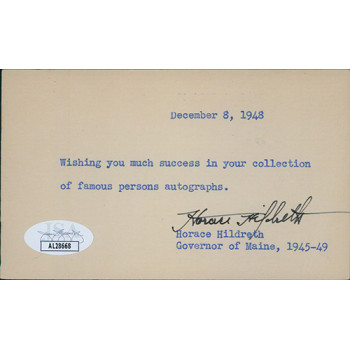 December 8, 1948
Wishing you much success in your collection
of famous persons autographs.
Horace Hildreth
Horace Hildreth
Governor of Maine, 1945-49
JSA
AL28668